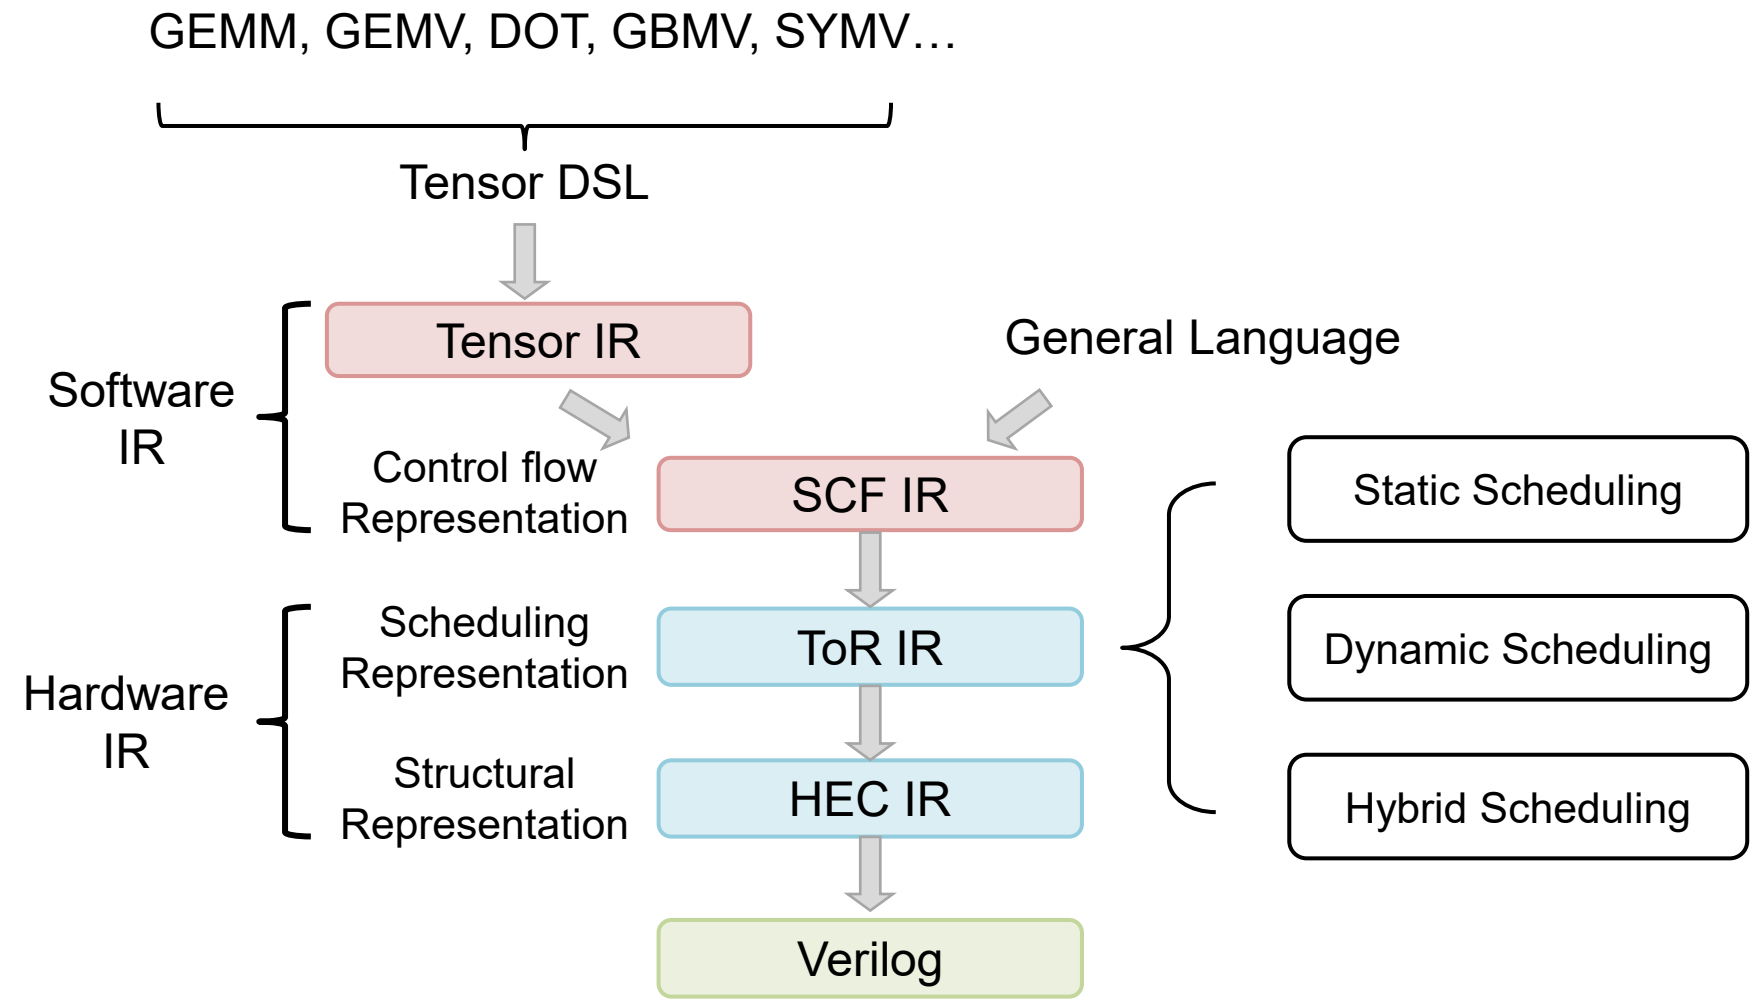 GEMM, GEMV, DOT, GBMV, SYMV…
Tensor DSL
Tensor IR
General Language
Software
IR
Control flow
Representation
SCF IR
Static Scheduling
Scheduling
Representation
ToR IR
Dynamic Scheduling
Hardware
IR
Structural
Representation
HEC IR
Hybrid Scheduling
Verilog